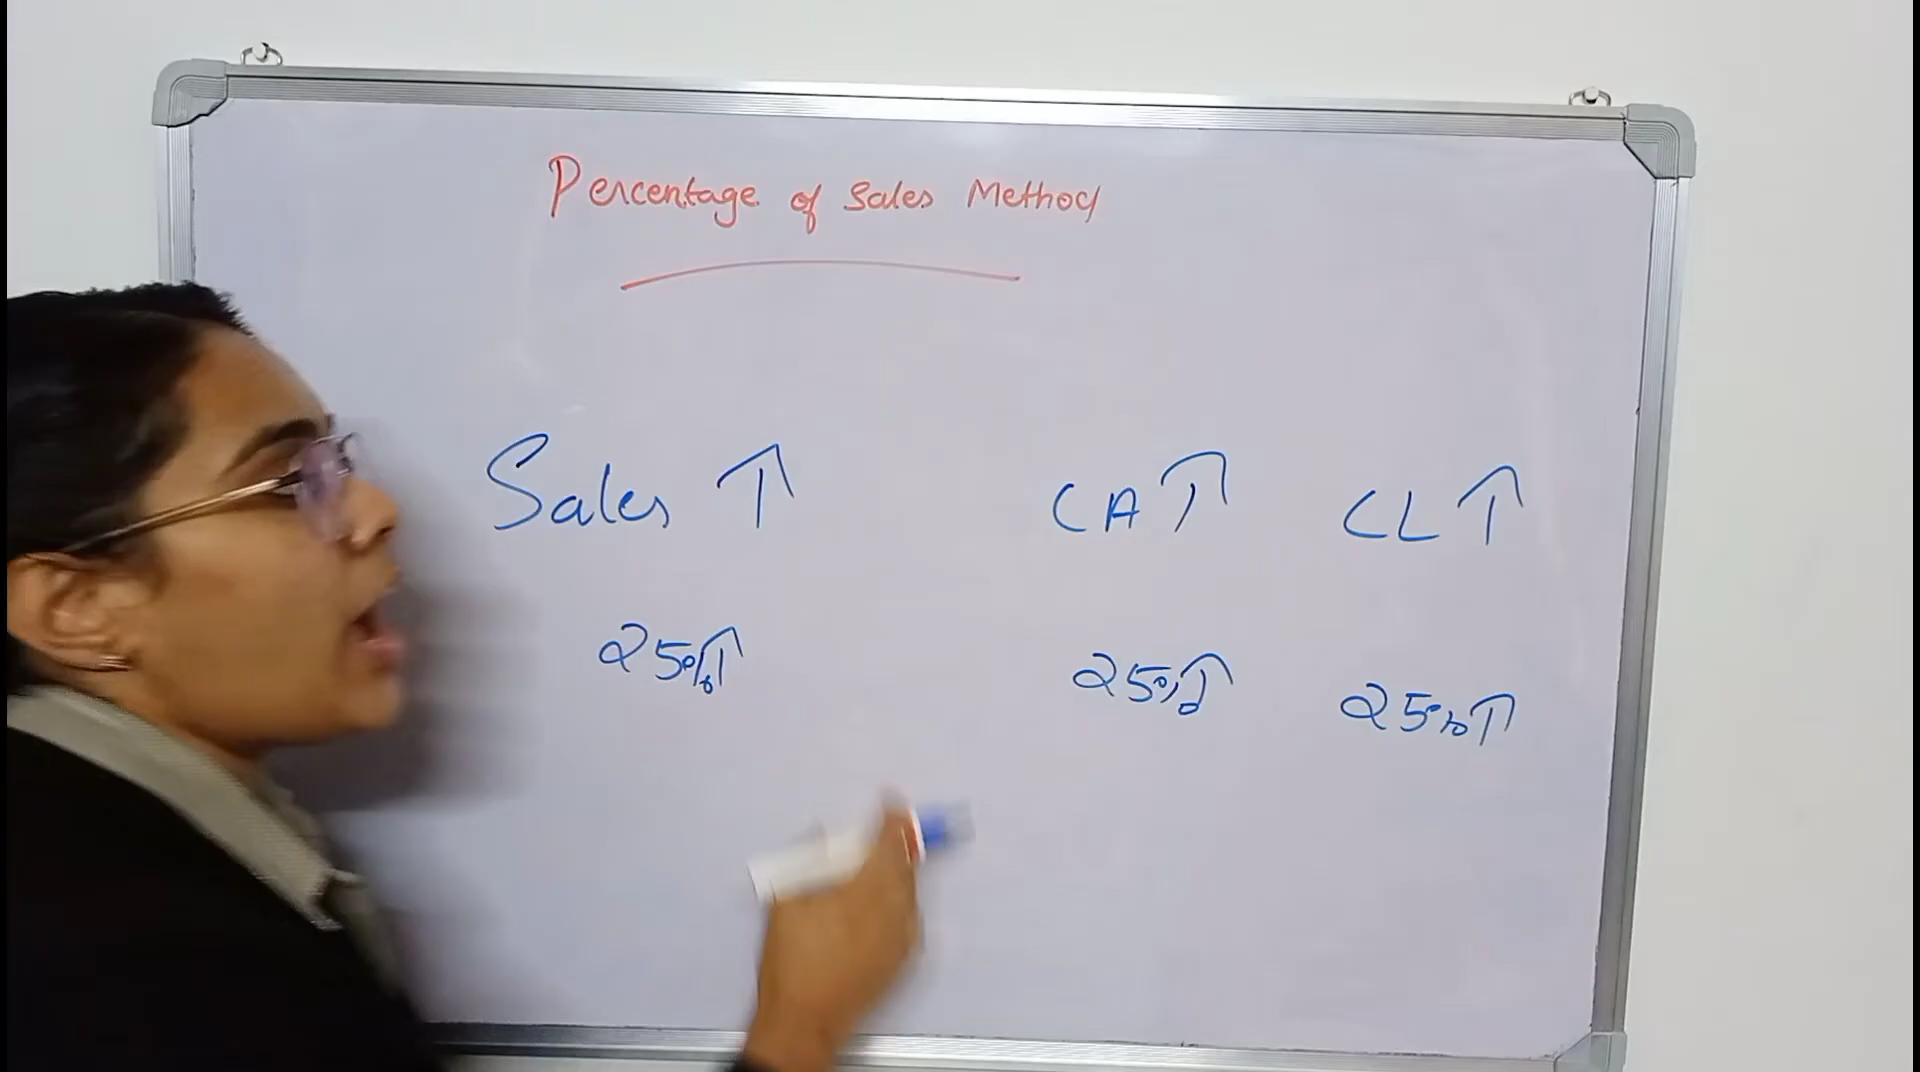 Percentage of Sales Method
Sales ↑ CA ↑ CL ↑
25% ↑ 25% ↑ 25% ↑